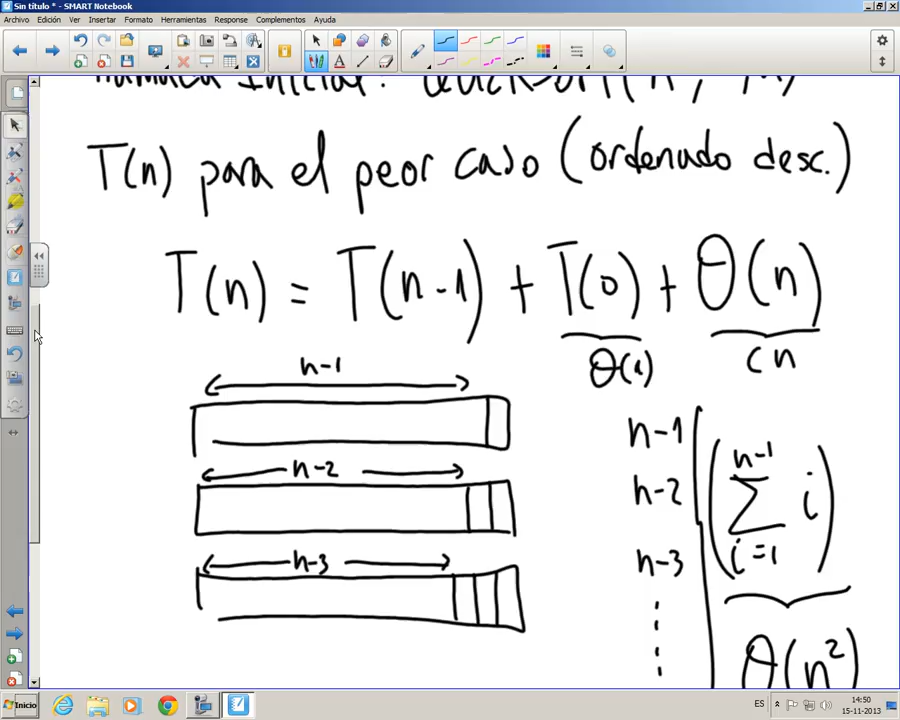 Sin título * - SMART Notebook
Archivo Edición Ver Insertar Formato Herramientas Response Complementos Ayuda
T(n) para el peor caso (ordenado desc.)
T(n) = T(n-1) + T(0) + Θ(n)
Θ(1) cn
n-1
n-2
n-3
n-1
n-2
n-3
(∑ i=1 n-1 i)
Θ(n²)
Inicio
ES
14:50
15-11-2013